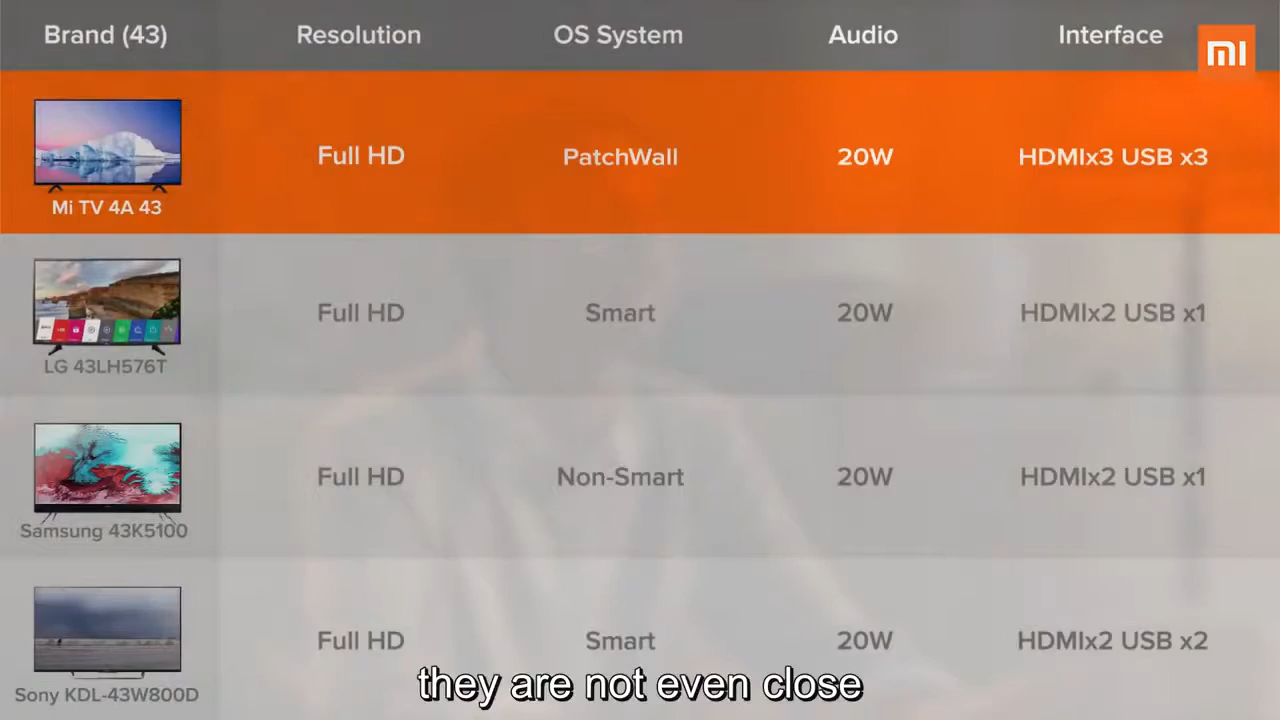 Brand (43) Resolution OS System Audio Interface
MI
Full HD PatchWall 20W HDMIx3 USB x3
Mi TV 4A 43
Full HD Smart 20W HDMIx2 USB x1
LG 43LH576T
Full HD Non-Smart 20W HDMIx2 USB x1
Samsung 43K5100
Full HD Smart 20W HDMIx2 USB x2
Sony KDL-43W800D
they are not even close